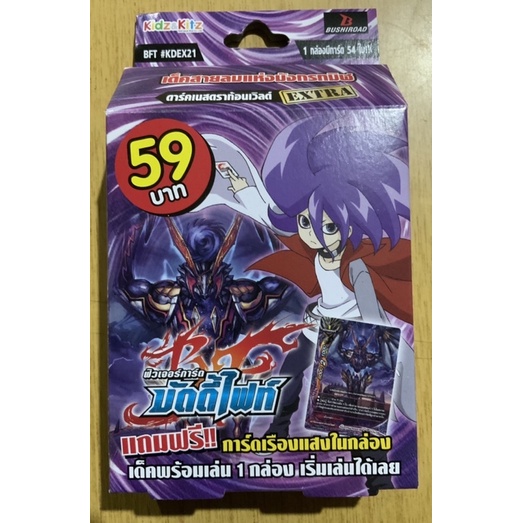 Kidz & Kitz
BUSHIROAD
BFT #KDEX21
1 กล่องมีการ์ด 54 ใบ
เด็คสายลมแห่งมังกรทมิฬ
ดาร์คเนสดราก้อนเวิลด์ EXTRA
59
บาท
ฟิวเจอร์การ์ด
บัดดี้ไฟท์
แถมฟรี!! การ์ดเรืองแสงในกล่อง
เด็คพร้อมเล่น 1 กล่อง เริ่มเล่นได้เลย